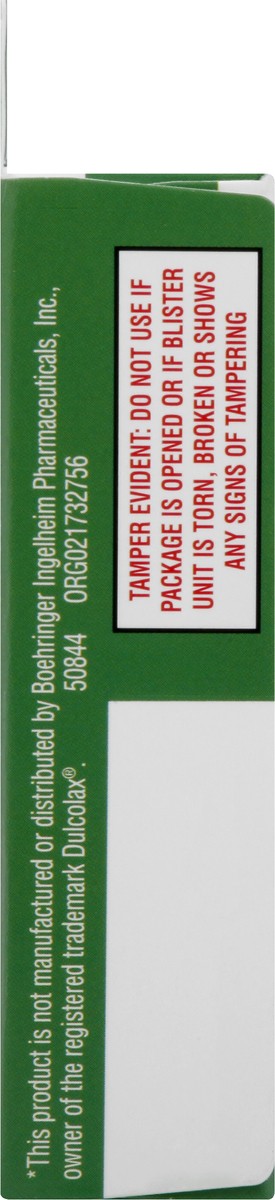 *This product is not manufactured or distributed by Boehringer Ingelheim Pharmaceuticals, Inc.,
owner of the registered trademark Dulcolax®.
50844 ORG021732756
TAMPER EVIDENT: DO NOT USE IF
PACKAGE IS OPENED OR IF BLISTER
UNIT IS TORN, BROKEN OR SHOWS
ANY SIGNS OF TAMPERING